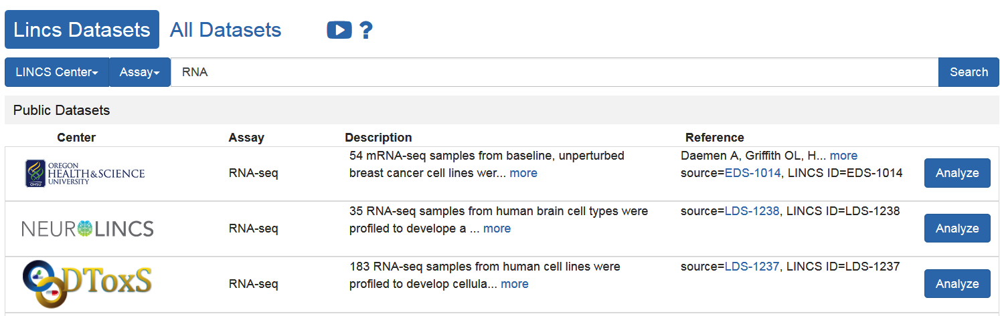 Lincs Datasets All Datasets ?
LINCS Center Assay RNA Search
Public Datasets
Center Assay Description Reference
OREGON
HEALTH&SCIENCE
UNIVERSITY
OHSU
RNA-seq
54 mRNA-seq samples from baseline, unperturbed
breast cancer cell lines wer... more
Daemen A, Griffith OL, H... more
source=EDS-1014, LINCS ID=EDS-1014
Analyze
NEUROLINCS
RNA-seq
35 RNA-seq samples from human brain cell types were
profiled to develope a ... more
source=LDS-1238, LINCS ID=LDS-1238
Analyze
DToxS
RNA-seq
183 RNA-seq samples from human cell lines were
profiled to develop cellula... more
source=LDS-1237, LINCS ID=LDS-1237
Analyze